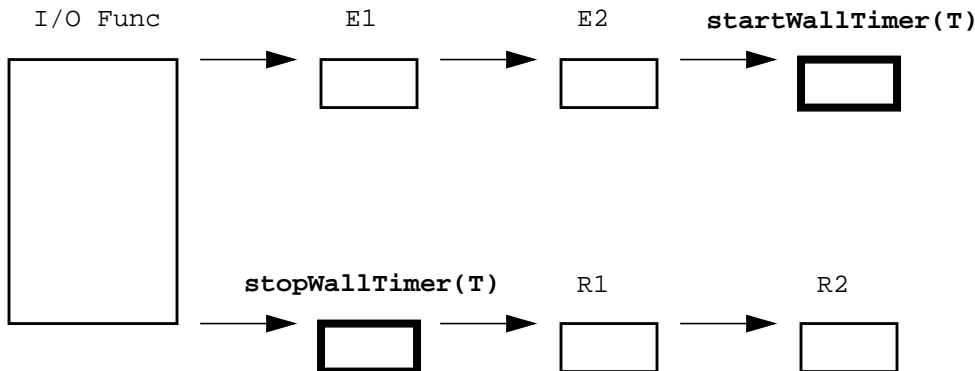 I/O Func E1 E2 startWallTimer(T)
stopWallTimer(T) R1 R2